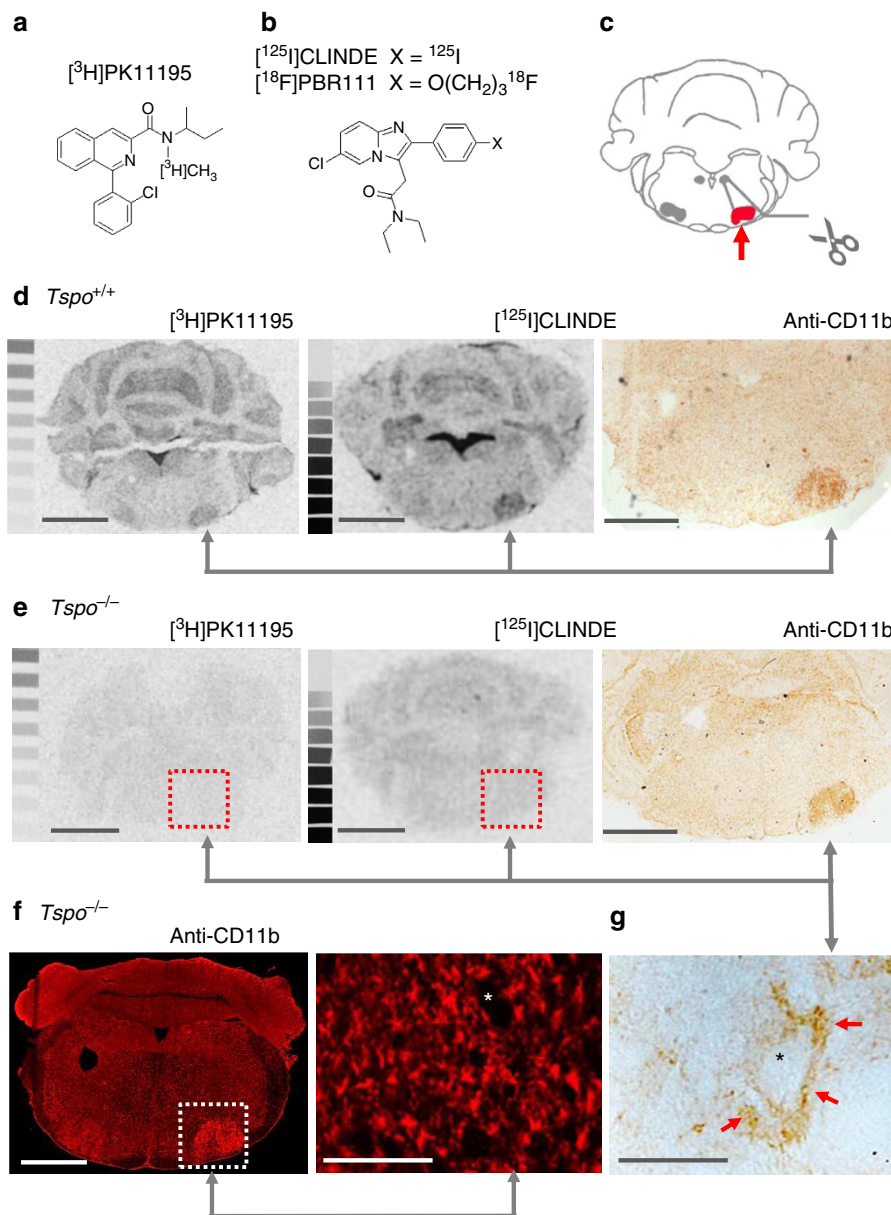 a
[³H]PK11195
O
N
N
[³H]CH₃
Cl
b
[¹²⁵I]CLINDE X = ¹²⁵I
[¹⁸F]PBR111 X = O(CH₂)₃¹⁸F
N
N
Cl
X
O
N
c
d Tspo⁺/⁺
[³H]PK11195 [¹²⁵I]CLINDE Anti-CD11b
e Tspo⁻/⁻
[³H]PK11195 [¹²⁵I]CLINDE Anti-CD11b
f Tspo⁻/⁻
Anti-CD11b
*
g
*